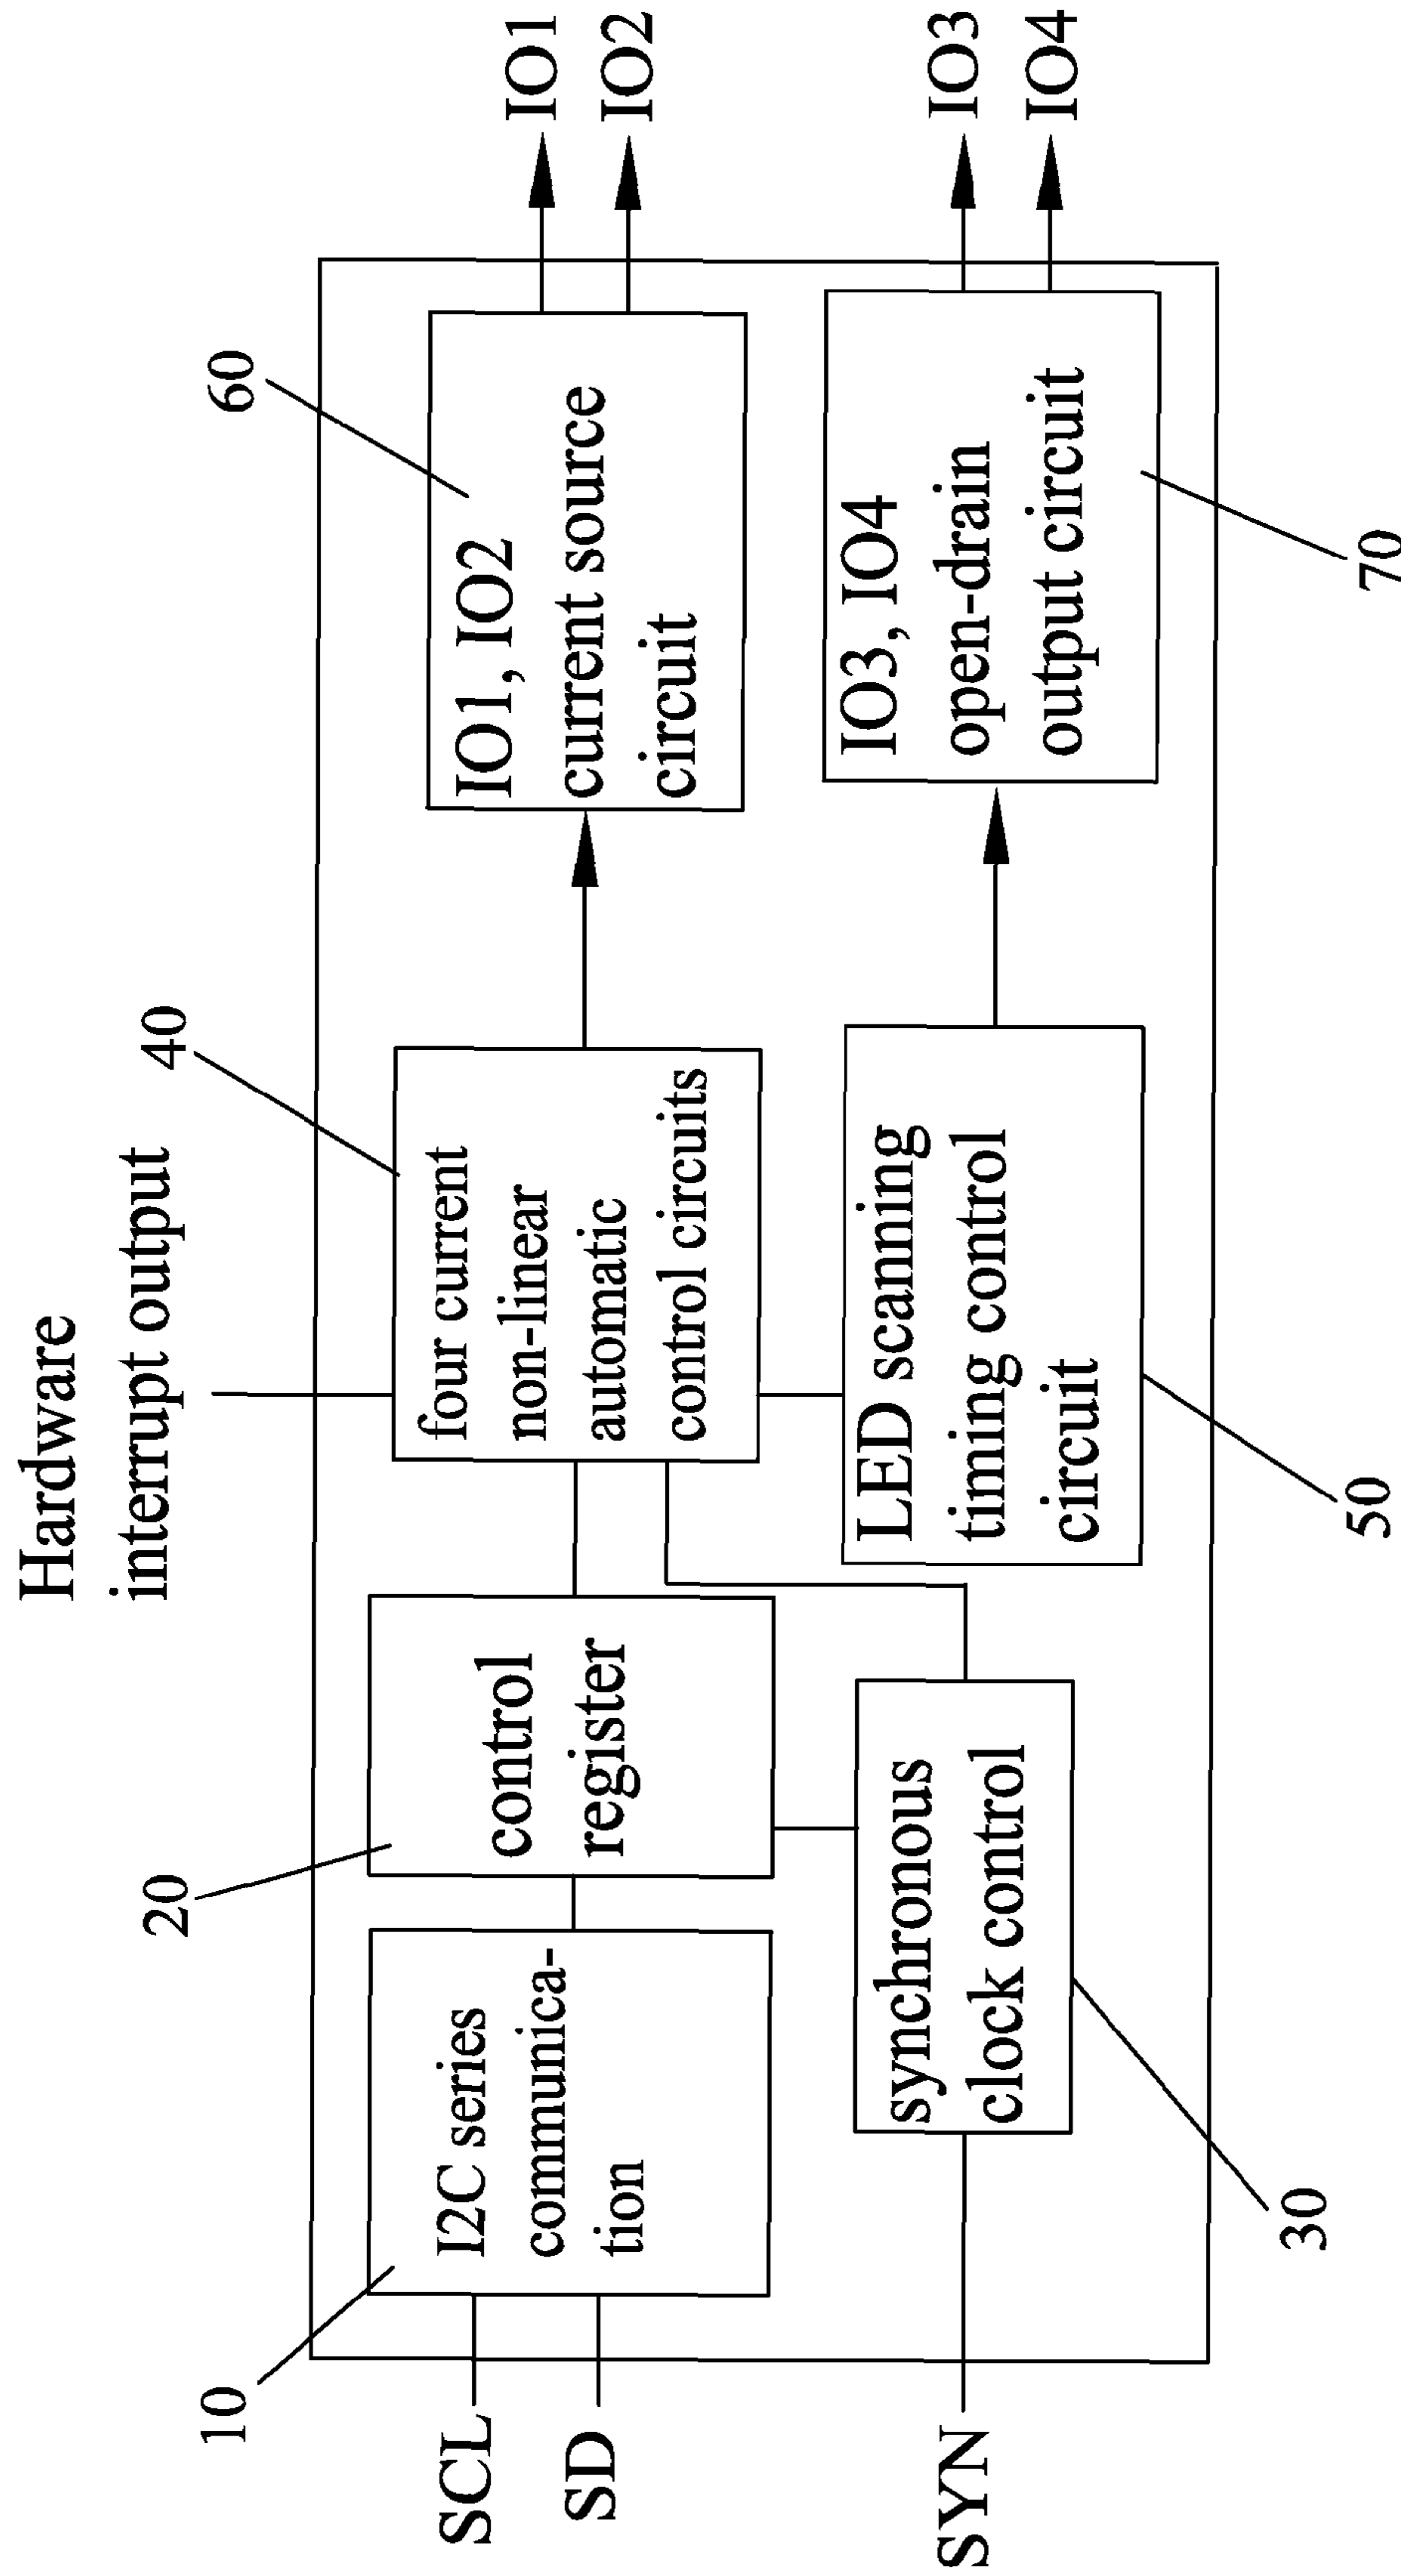 Hardware
interrupt output
10
20
40
60
SCL
SD
SYN
I2C series
communica-
tion
control
register
four current
non-linear
automatic
control circuits
IO1, IO2
current source
circuit
IO1
IO2
synchronous
clock control
LED scanning
timing control
circuit
IO3, IO4
open-drain
output circuit
IO3
IO4
30
50
70